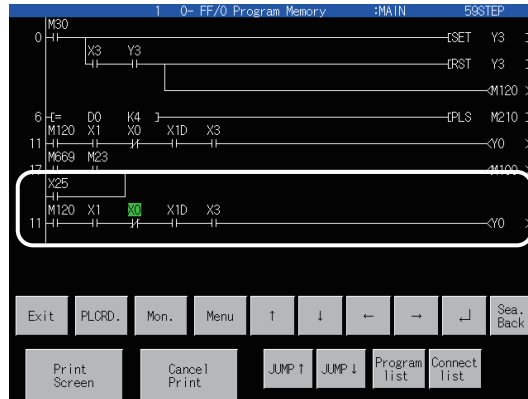 1 0- FF/0 Program Memory :MAIN 59STEP
M30
0 [SET Y3 ]
X3 Y3
[RST Y3 ]
<M120 >
6 [= D0 K4 ] [PLS M210 ]
M120 X1 X0 X1D X3
11 <Y0 >
M669 M23
17 <M100 >
X25
M120 X1 X0 X1D X3
11 <Y0 >
Exit PLCRD. Mon. Menu ↑ ↓ ← → ↵ Sea. Back
Print Screen Cancel Print JUMP↑ JUMP↓ Program list Connect list